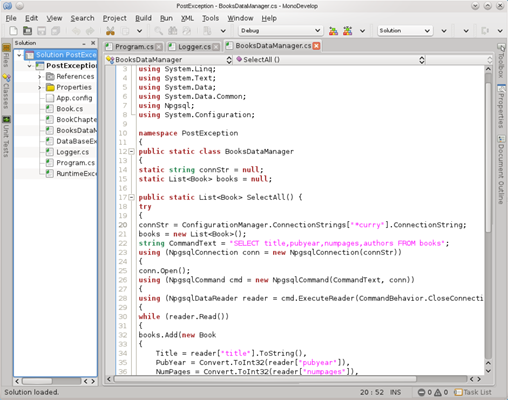 PostException - BooksDataManager.cs - MonoDevelop
File Edit View Search Project Build Run XML Tools Window Help
Debug
Solution
Solution
Program.cs
Logger.cs
BooksDataManager.cs
BooksDataManager
SelectAll ()
Files
Classes
Unit Tests
Solution PostExce
PostException
References
Properties
App.config
Book.cs
BookChapte
BooksDataM
DataBaseEx
Logger.cs
Program.cs
RuntimeExc
3 using System.Linq;
4 using System.Text;
5 using System.Data;
6 using System.Data.Common;
7 using Npgsql;
8 using System.Configuration;
9
10 namespace PostException
11 {
12 public static class BooksDataManager
13 {
14 static string connStr = null;
15 static List<Book> books = null;
16
17 public static List<Book> SelectAll() {
18 try
19 {
20 connStr = ConfigurationManager.ConnectionStrings["*curry"].ConnectionString;
21 books = new List<Book>();
22 string CommandText = "SELECT title,pubyear,numpages,authors FROM books";
23 using (NpgsqlConnection conn = new NpgsqlConnection(connStr))
24 {
25 conn.Open();
26 using (NpgsqlCommand cmd = new NpgsqlCommand(CommandText, conn))
27 {
28 using (NpgsqlDataReader reader = cmd.ExecuteReader(CommandBehavior.CloseConnecti
29 {
30 while (reader.Read())
31 {
32 books.Add(new Book
33 {
34 Title = reader["title"].ToString(),
35 PubYear = Convert.ToInt32(reader["pubyear"]),
36 NumPages = Convert.ToInt32(reader["numpages"]),
Toolbox
Properties
Document Outline
Solution loaded.
20 : 52 INS
0 0
Task List